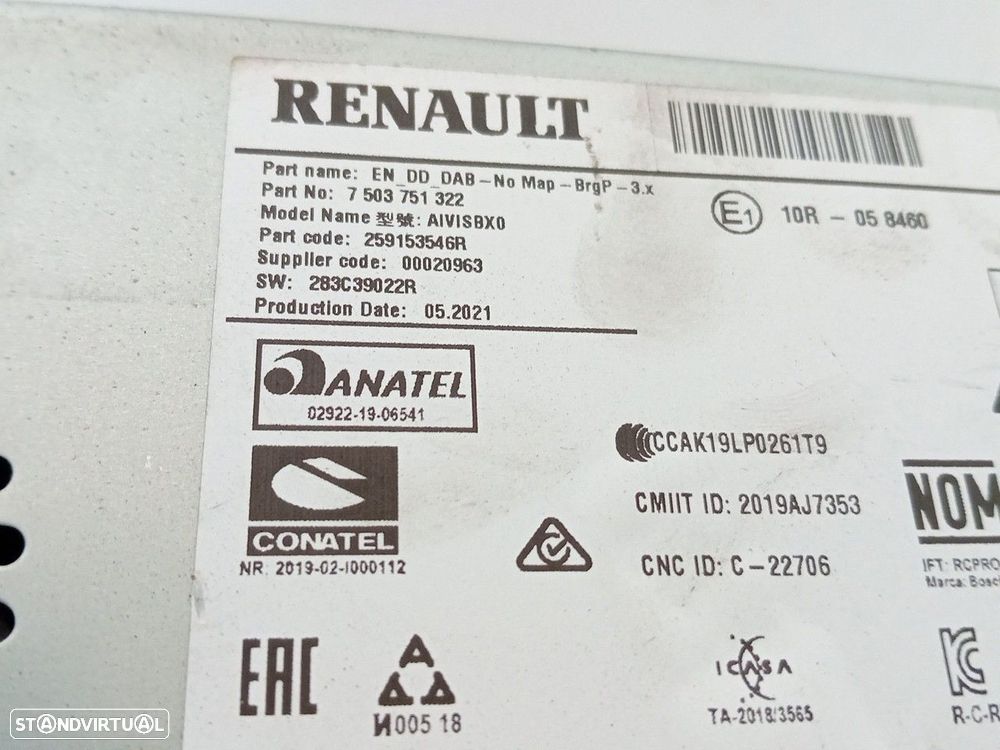 RENAULT
Part name: EN_DD_DAB-No Map-BrgP-3.x
Part No: 7 503 751 322
Model Name 型號: AIVISBX0
Part code: 259153546R
Supplier code: 00020963
SW: 283C39022R
Production Date: 05.2021
E1 10R - 05 8460
ANATEL
02922-19-06541
CONATEL
NR: 2019-02-I000112
CCAK19LP0261T9
CMIIT ID: 2019AJ7353
CNC ID: C-22706
NOM
IFT: RCPRO
Marca: Bosc
EAC
И005 18
ICASA
TA-2018/3565
R-C-R
STANDVIRTUAL